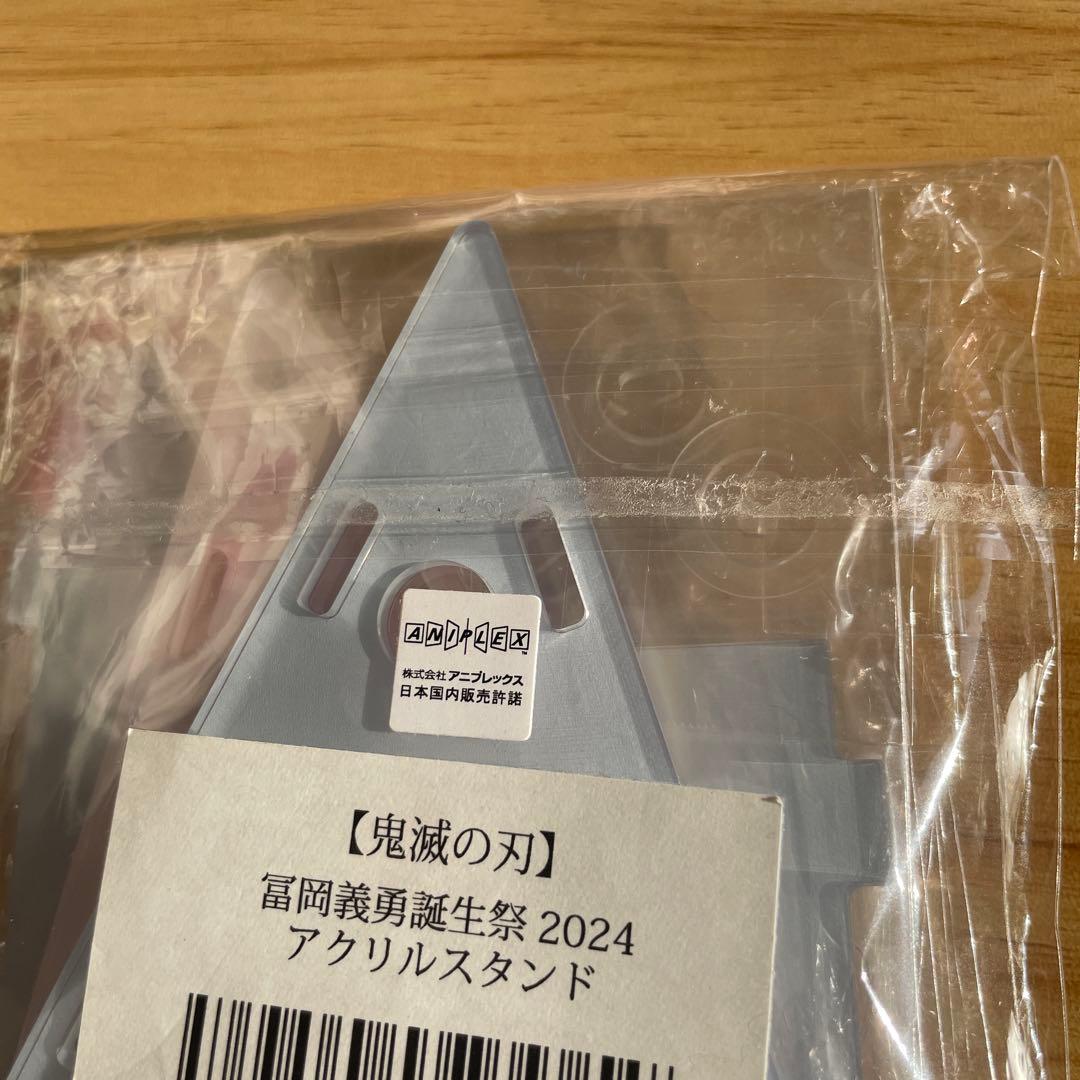 ANIPLEX™
株式会社 アニプレックス
日本国内販売許諾
【鬼滅の刃】
冨岡義勇誕生祭 2024
アクリルスタンド